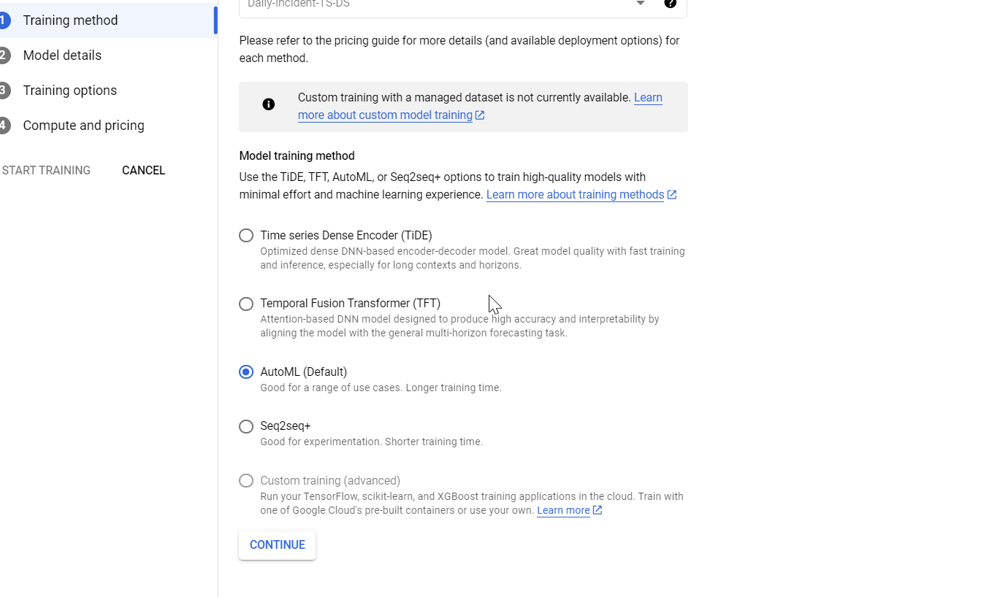 1 Training method
2 Model details
3 Training options
4 Compute and pricing
START TRAINING CANCEL
Daily-Incident-TS-DS
Please refer to the pricing guide for more details (and available deployment options) for
each method.
Custom training with a managed dataset is not currently available. Learn
more about custom model training
Model training method
Use the TiDE, TFT, AutoML, or Seq2seq+ options to train high-quality models with
minimal effort and machine learning experience. Learn more about training methods
Time series Dense Encoder (TiDE)
Optimized dense DNN-based encoder-decoder model. Great model quality with fast training
and inference, especially for long contexts and horizons.
Temporal Fusion Transformer (TFT)
Attention-based DNN model designed to produce high accuracy and interpretability by
aligning the model with the general multi-horizon forecasting task.
AutoML (Default)
Good for a range of use cases. Longer training time.
Seq2seq+
Good for experimentation. Shorter training time.
Custom training (advanced)
Run your TensorFlow, scikit-learn, and XGBoost training applications in the cloud. Train with
one of Google Cloud's pre-built containers or use your own. Learn more
CONTINUE